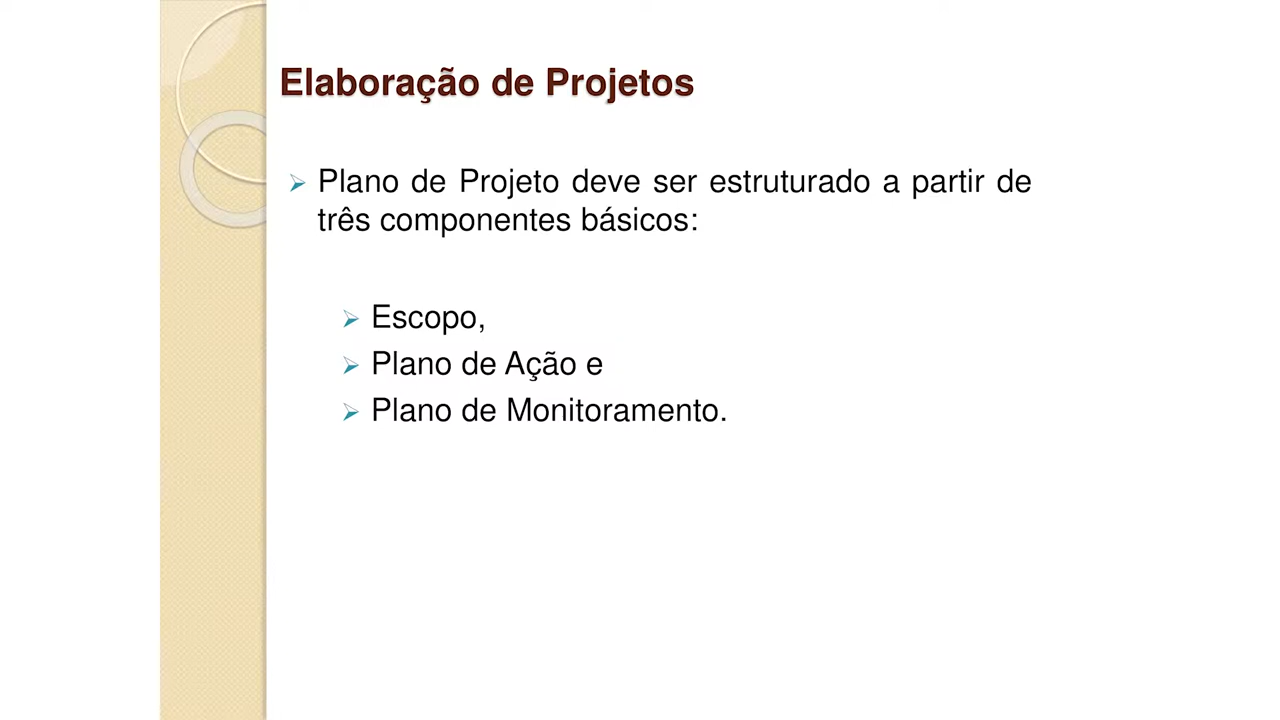 Elaboração de Projetos
Plano de Projeto deve ser estruturado a partir de
três componentes básicos:
Escopo,
Plano de Ação e
Plano de Monitoramento.